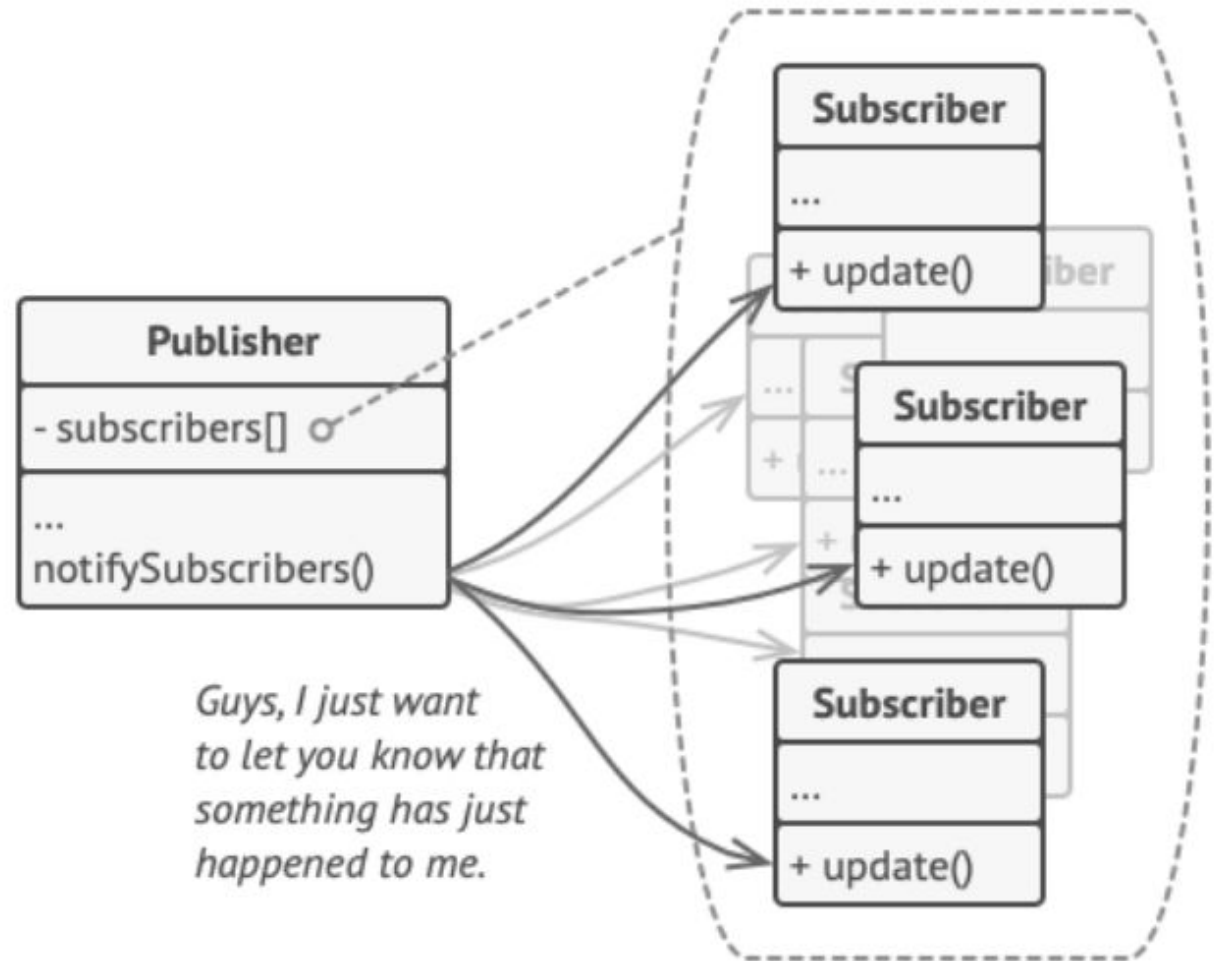 Publisher
- subscribers[]
...
notifySubscribers()
Guys, I just want
to let you know that
something has just
happened to me.
Subscriber
...
+ update()
...
+
...
+
Subscriber
...
+ update()
Subscriber
...
+ update()